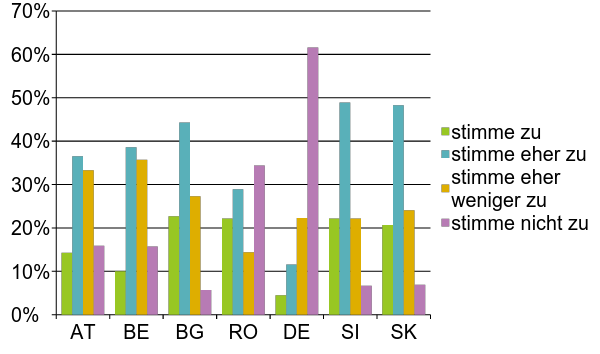 70%
60%
50%
40%
30%
20%
10%
0%
AT BE BG RO DE SI SK
stimme zu
stimme eher zu
stimme eher
weniger zu
stimme nicht zu